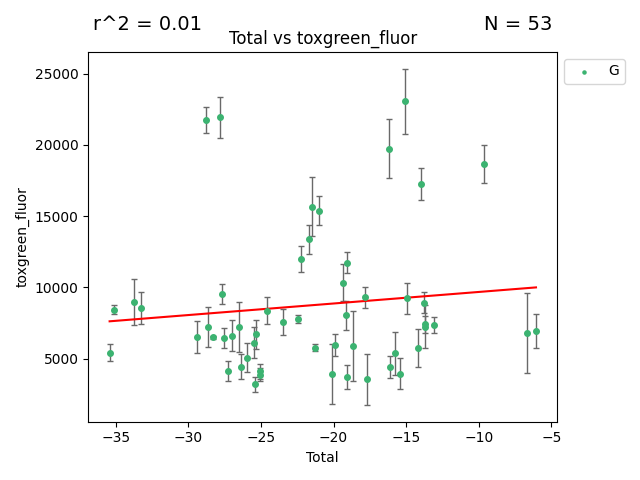 r^2 = 0.01
N = 53
Total vs toxgreen_fluor
G
25000
20000
15000
10000
5000
toxgreen_fluor
−35 −30 −25 −20 −15 −10 −5
Total